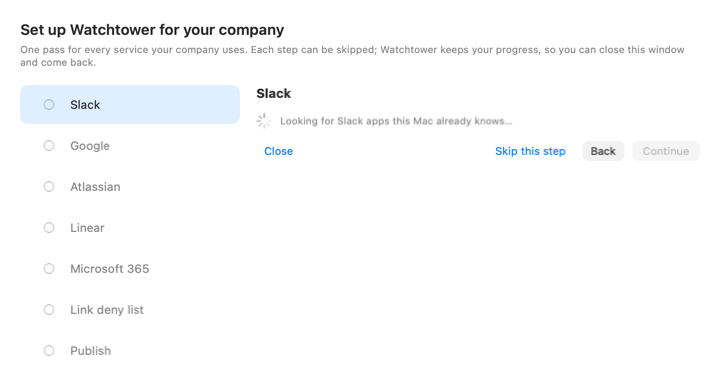 Set up Watchtower for your company
One pass for every service your company uses. Each step can be skipped; Watchtower keeps your progress, so you can close this window
and come back.
Slack
Google
Atlassian
Linear
Microsoft 365
Link deny list
Publish
Slack
Looking for Slack apps this Mac already knows...
Close
Skip this step
Back
Continue